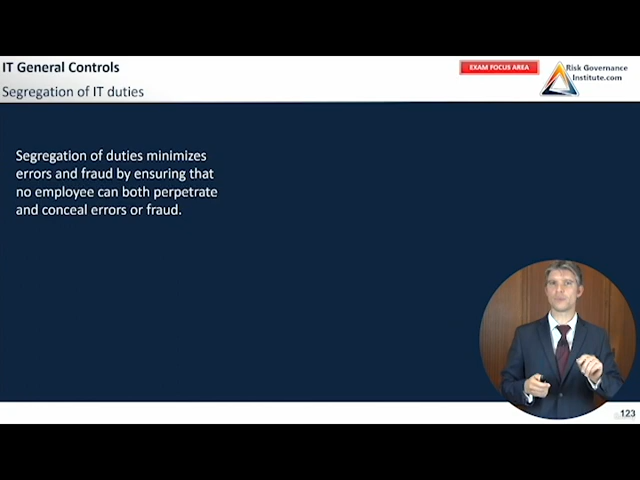 IT General Controls
EXAM FOCUS AREA
Risk Governance
Institute.com
Segregation of IT duties
Segregation of duties minimizes
errors and fraud by ensuring that
no employee can both perpetrate
and conceal errors or fraud.
123